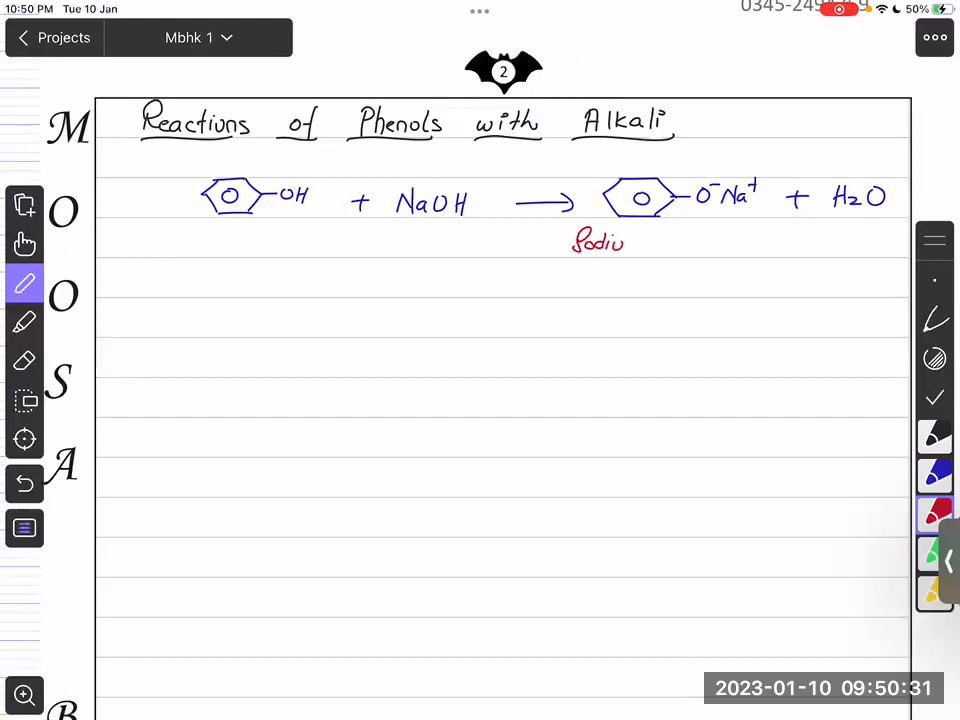 10:50 PM Tue 10 Jan
50%
Projects
Mbhk 1
2
Reactions of Phenols with Alkali
OH + NaOH → O⁻Na⁺ + H₂O
Sodiu
M
O
O
S
A
B
2023-01-10 09:50:31